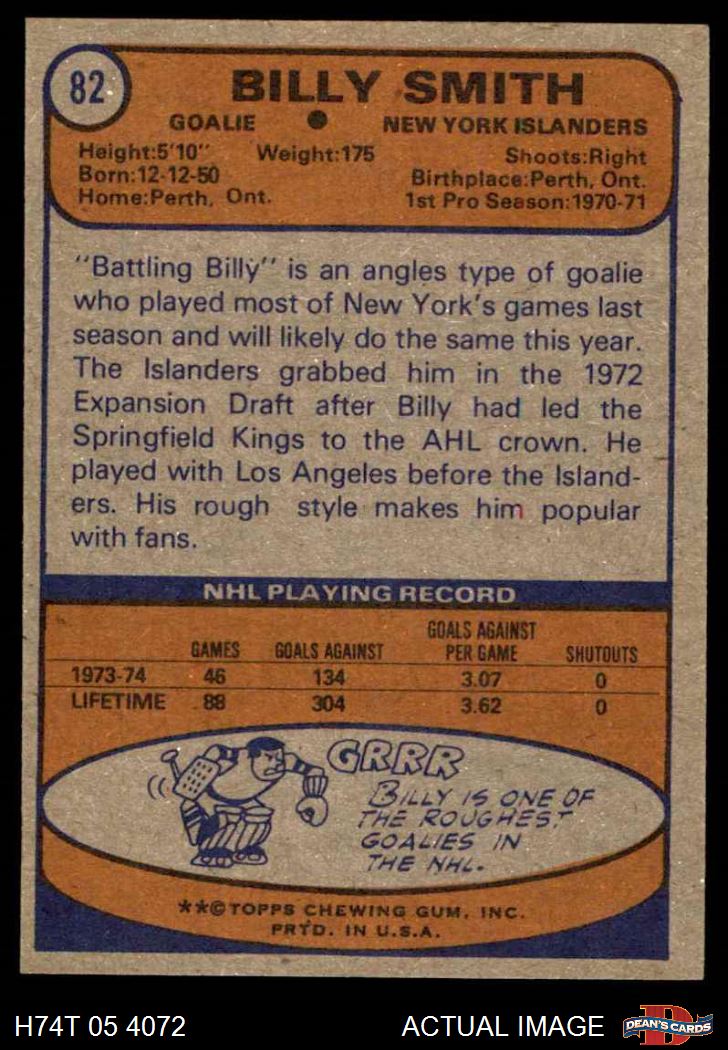 82
BILLY SMITH
GOALIE ● NEW YORK ISLANDERS
Height:5'10" Weight:175 Shoots:Right
Born:12-12-50 Birthplace:Perth, Ont.
Home:Perth, Ont. 1st Pro Season:1970-71
"Battling Billy" is an angles type of goalie
who played most of New York's games last
season and will likely do the same this year.
The Islanders grabbed him in the 1972
Expansion Draft after Billy had led the
Springfield Kings to the AHL crown. He
played with Los Angeles before the Island-
ers. His rough style makes him popular
with fans.
NHL PLAYING RECORD
GAMES GOALS AGAINST GOALS AGAINST PER GAME SHUTOUTS
1973-74 46 134 3.07 0
LIFETIME 88 304 3.62 0
GRRR
BILLY IS ONE OF
THE ROUGHEST
GOALIES IN
THE NHL.
**©TOPPS CHEWING GUM, INC.
PRTD. IN U.S.A.
H74T 05 4072 ACTUAL IMAGE DEAN'S CARDS